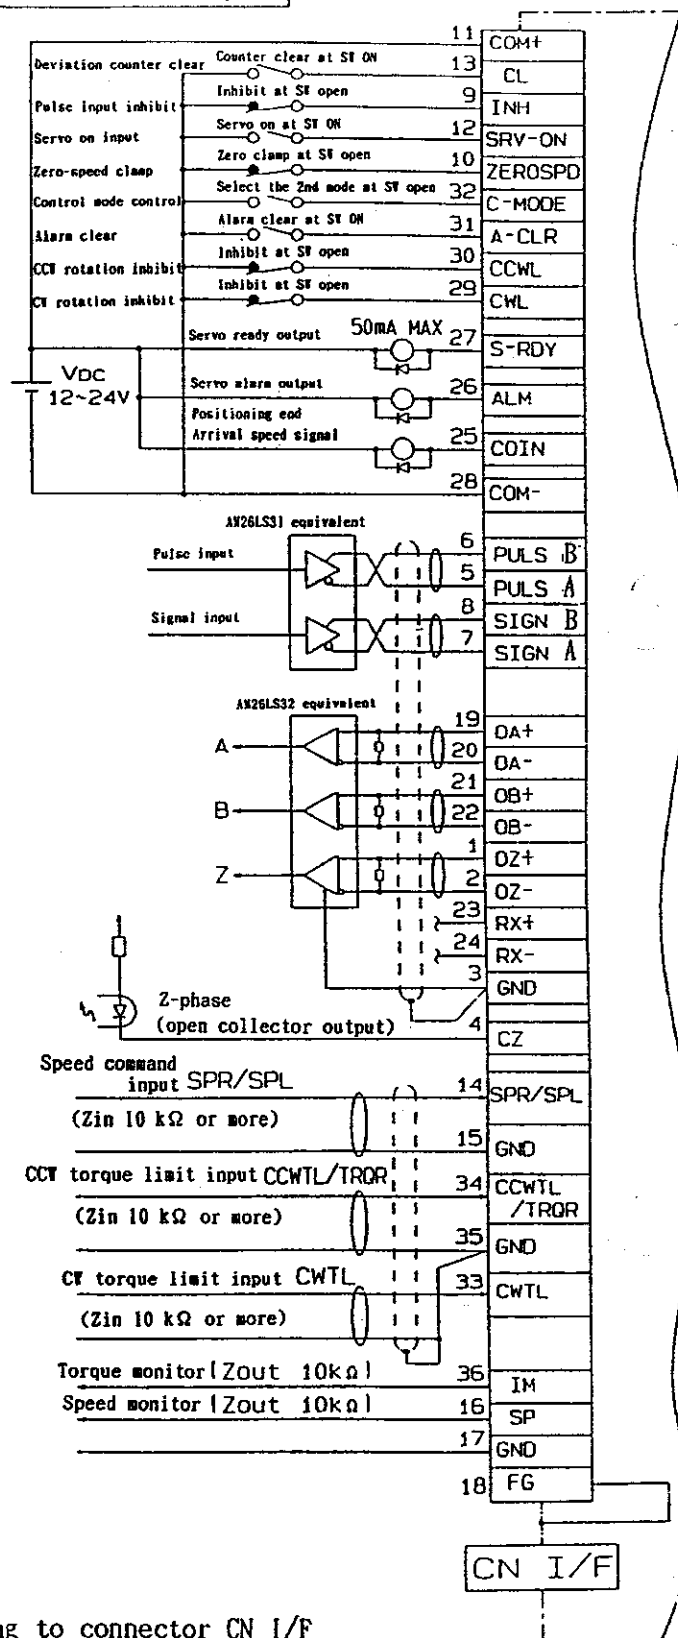 11 COM+
Deviation counter clear Counter clear at SW ON 13 CL
Pulse input inhibit Inhibit at SW open 9 INH
Servo on input Servo on at SW ON 12 SRV-ON
Zero-speed clamp Zero clamp at SW open 10 ZEROSPD
Control mode control Select the 2nd mode at SW open 32 C-MODE
Alarm clear Alarm clear at SW ON 31 A-CLR
CCW rotation inhibit Inhibit at SW open 30 CCWL
CW rotation inhibit Inhibit at SW open 29 CWL
Servo ready output 50mA MAX 27 S-RDY
VDC
12~24V
Servo alarm output 26 ALM
Positioning end
Arrival speed signal 25 COIN
28 COM-
AM26LS31 equivalent
Pulse input 6 PULS B
5 PULS A
Signal input 8 SIGN B
7 SIGN A
AM26LS32 equivalent
A 19 OA+
20 OA-
B 21 OB+
22 OB-
Z 1 OZ+
2 OZ-
23 RX+
24 RX-
3 GND
Z-phase
(open collector output) 4 CZ
Speed command
input SPR/SPL 14 SPR/SPL
(Zin 10 kΩ or more)
15 GND
CCW torque limit input CCWTL/TRQR 34 CCWTL
/TRQR
(Zin 10 kΩ or more)
35 GND
CW torque limit input CWTL 33 CWTL
(Zin 10 kΩ or more)
Torque monitor (Zout 10kΩ) 36 IM
Speed monitor (Zout 10kΩ) 16 SP
17 GND
18 FG
CN I/F
to connector CN I/F